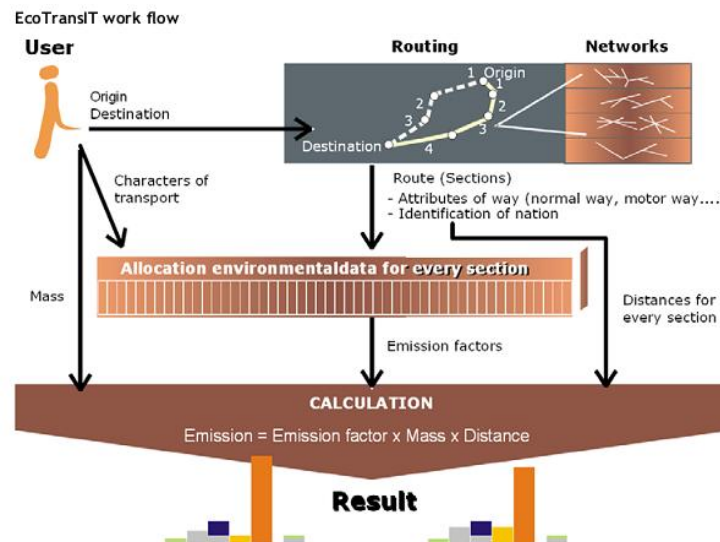 EcoTransIT work flow
User
Routing
Networks
Origin
Destination
1
Origin
1
2
2
3
3
Destination
4
Characters of
transport
Route (Sections)
- Attributes of way (normal way, motor way....
- Identification of nation
Allocation environmentaldata for every section
Mass
Distances for
every section
Emission factors
CALCULATION
Emission = Emission factor x Mass x Distance
Result